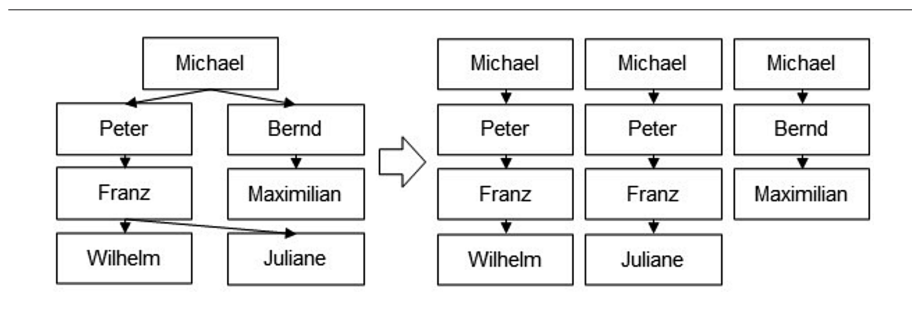 Michael
Peter Bernd
Franz Maximilian
Wilhelm Juliane
Michael Michael Michael
Peter Peter Bernd
Franz Franz Maximilian
Wilhelm Juliane